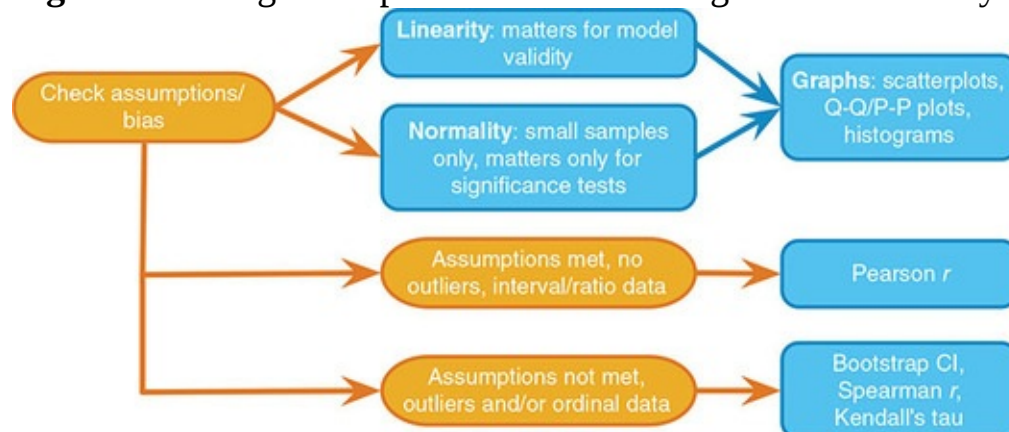 Linearity: matters for model
validity
Check assumptions/
bias
Graphs: scatterplots,
Q-Q/P-P plots,
histograms
Normality: small samples
only, matters only for
significance tests
Assumptions met, no
outliers, interval/ratio data
Pearson r
Assumptions not met,
outliers and/or ordinal data
Bootstrap CI,
Spearman r,
Kendall's tau